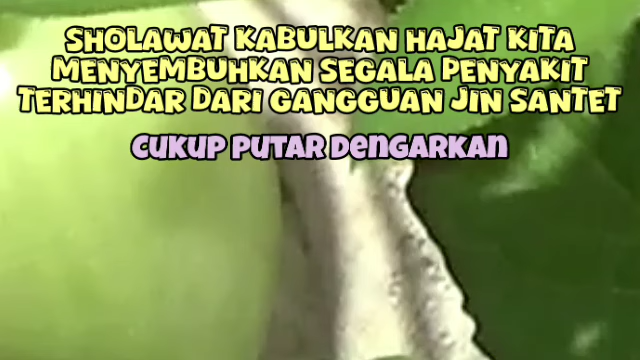 SHOLAWAT KABULKAN HAJAT KITA
MENYEMBUHKAN SEGALA PENYAKIT
TERHINDAR DARI GANGGUAN JIN SANTET
CUKUP PUTAR DENGARKAN